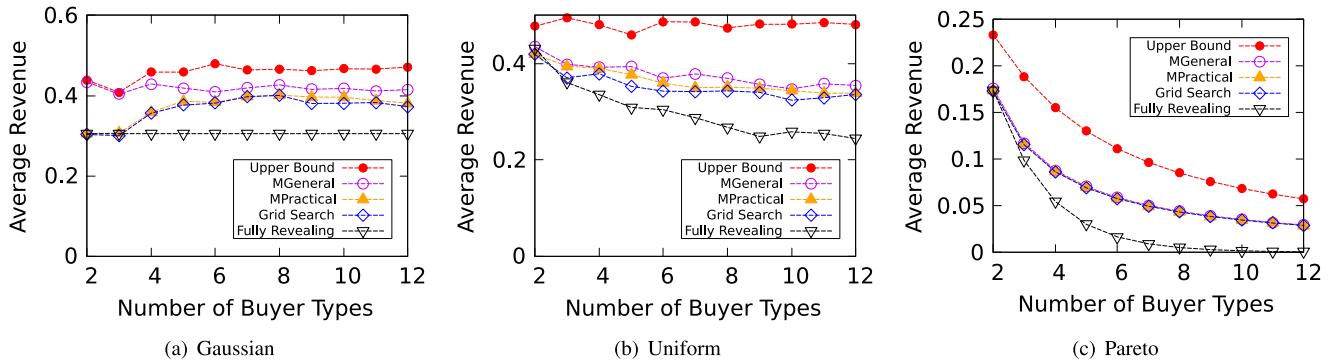 0.6
0.4
0.2
0
2 4 6 8 10 12
Average Revenue
Number of Buyer Types
Upper Bound
MGeneral
MPractical
Grid Search
Fully Revealing
(a) Gaussian
0.4
0.2
0
2 4 6 8 10 12
Average Revenue
Number of Buyer Types
Upper Bound
MGeneral
MPractical
Grid Search
Fully Revealing
(b) Uniform
0.25
0.2
0.15
0.1
0.05
0
2 4 6 8 10 12
Average Revenue
Number of Buyer Types
Upper Bound
MGeneral
MPractical
Grid Search
Fully Revealing
(c) Pareto